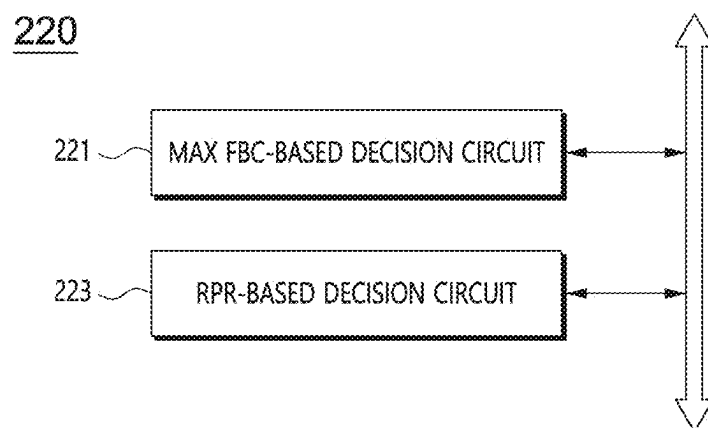 220
221
MAX FBC-BASED DECISION CIRCUIT
223
RPR-BASED DECISION CIRCUIT